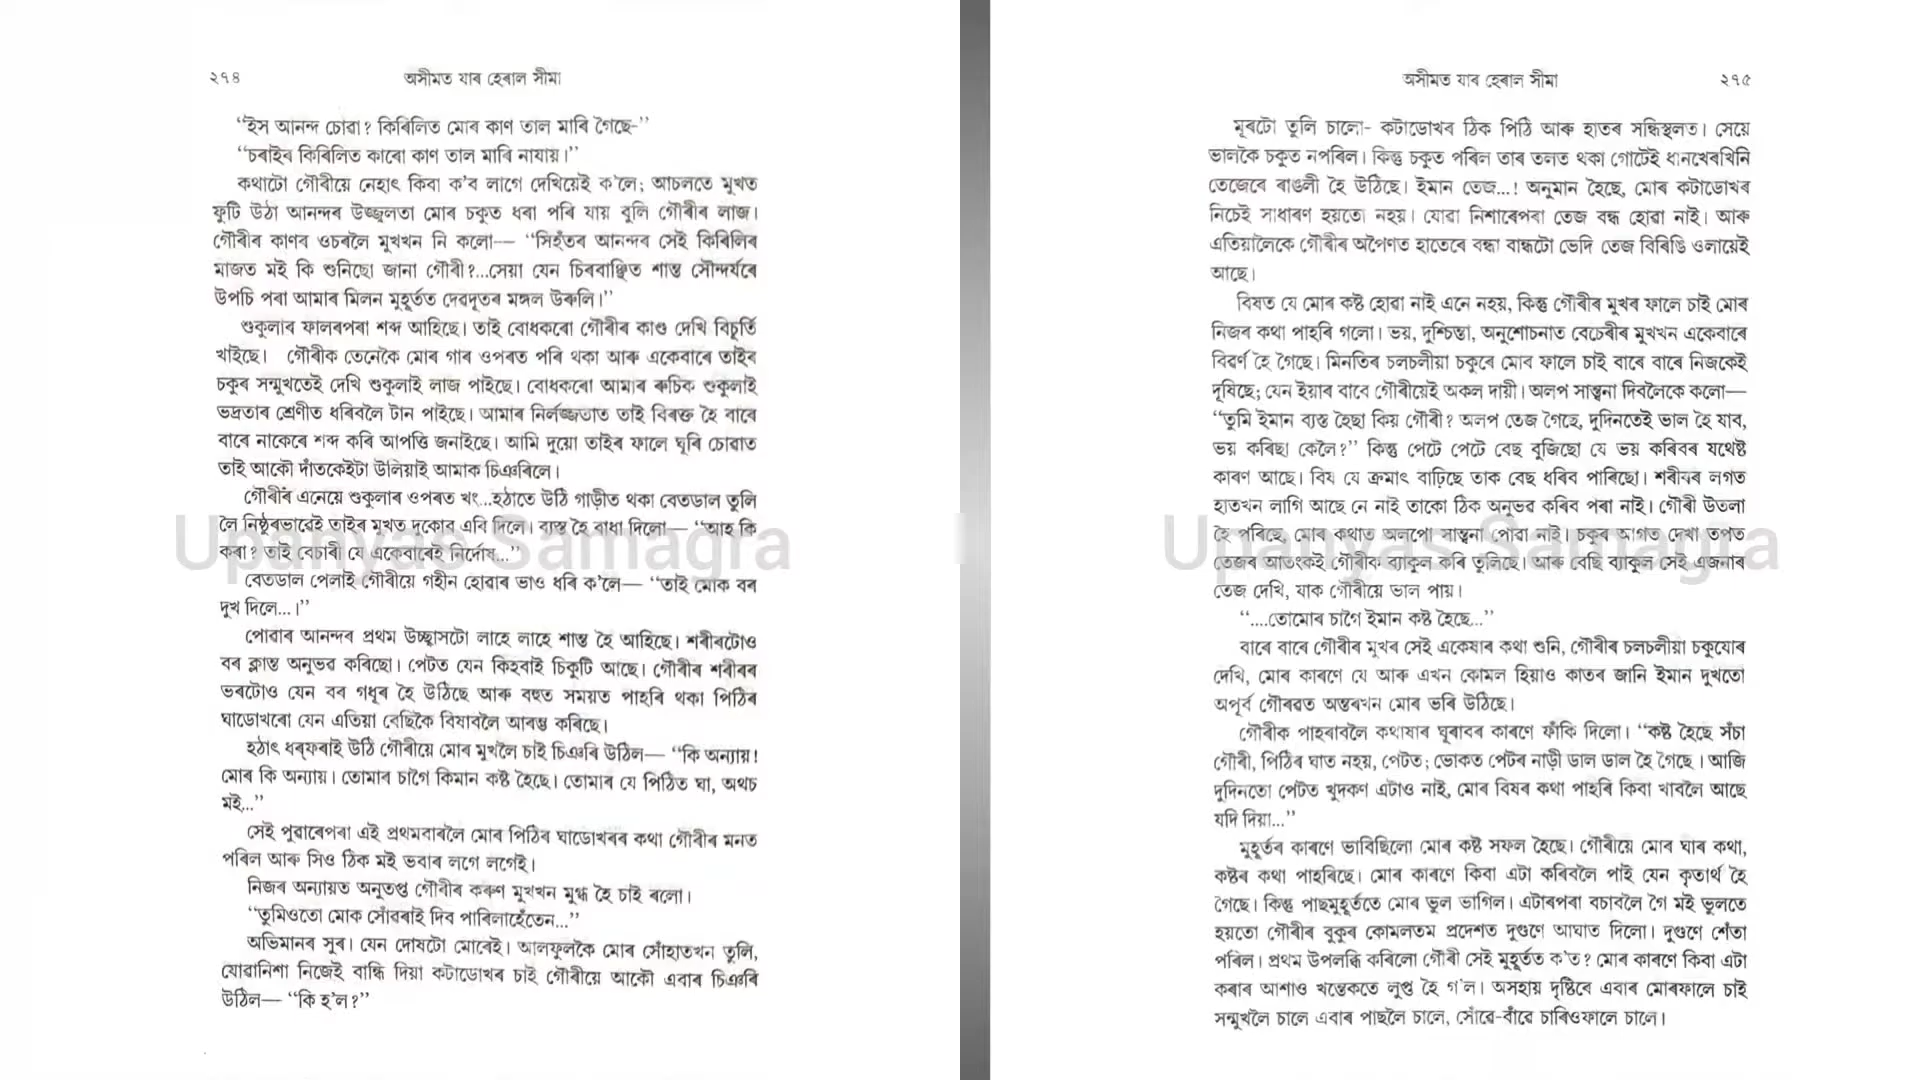 ২৭৪
অসীমত যাৰ হেৰাল সীমা
“ইস আনন্দ চোৱা? কিৰিলিত মোৰ কাণ তাল মাৰি গৈছে-”
“চৰাইৰ কিৰিলিত কাৰো কাণ তাল মাৰি নাযায়।”
কথাটো গৌৰীয়ে নেহাৎ কিবা ক’ব লাগে দেখিয়েই ক’লে; আচলতে মুখত
ফুটি উঠা আনন্দৰ উজ্জ্বলতা মোৰ চকুত ধৰা পৰি যায় বুলি গৌৰীৰ লাজ।
গৌৰীৰ কাণৰ ওচৰলৈ মুখখন নি কলো— “সিহঁতৰ আনন্দৰ সেই কিৰিলিৰ
মাজত মই কি শুনিছো জানা গৌৰী?...সেয়া যেন চিৰবাঞ্ছিত শান্ত সৌন্দৰ্যৰে
উপচি পৰা আমাৰ মিলন মুহূৰ্তত দেৱদূতৰ মঙ্গল উৰুলি।”
শুকুলাৰ ফালৰপৰা শব্দ আহিছে। তাই বোধকৰো গৌৰীৰ কাণ্ড দেখি বিচূৰ্তি
খাইছে। গৌৰীক তেনেকৈ মোৰ গাৰ ওপৰত পৰি থকা আৰু একেবাৰে তাইৰ
চকুৰ সন্মুখতেই দেখি শুকুলাই লাজ পাইছে। বোধকৰো আমাৰ ৰুচিক শুকুলাই
ভদ্ৰতাৰ শ্ৰেণীত ধৰিবলৈ টান পাইছে। আমাৰ নিৰ্লজ্জতাত তাই বিৰক্ত হৈ বাৰে
বাৰে নাকেৰে শব্দ কৰি আপত্তি জনাইছে। আমি দুয়ো তাইৰ ফালে ঘূৰি চোৱাত
তাই আকৌ দাঁতকেইটা উলিয়াই আমাক চিঞৰিলে।
গৌৰীৰ এনেয়ে শুকুলাৰ ওপৰত খং...হঠাতে উঠি গাড়ীত থকা বেতডাল তুলি
লৈ নিষ্ঠুৰভাৱেই তাইৰ মুখত দুকোব এৰি দিলে। ব্যস্ত হৈ বাধা দিলো— “আহ কি
কৰা? তাই বেচাৰী যে একেবাৰেই নিৰ্দোষ...”
বেতডাল পেলাই গৌৰীয়ে গহীন হোৱাৰ ভাও ধৰি ক’লে— “তাই মোক বৰ
দুখ দিলে...।”
পোৱাৰ আনন্দৰ প্ৰথম উচ্ছ্বাসটো লাহে লাহে শান্ত হৈ আহিছে। শৰীৰটোও
বৰ ক্লান্ত অনুভৱ কৰিছো। পেটত যেন কিহবাই চিকুটি আছে। গৌৰীৰ শৰীৰৰ
ভৰটোও যেন বৰ গধূৰ হৈ উঠিছে আৰু বহুত সময়ত পাহৰি থকা পিঠিৰ
ঘাডোখৰো যেন এতিয়া বেছিকৈ বিষাবলৈ আৰম্ভ কৰিছে।
হঠাৎ ধৰ্‌ফৰাই উঠি গৌৰীয়ে মোৰ মুখলৈ চাই চিঞৰি উঠিল— “কি অন্যায়!
মোৰ কি অন্যায়। তোমাৰ চাগৈ কিমান কষ্ট হৈছে। তোমাৰ যে পিঠিত ঘা, অথচ
মই...”
সেই পুৱাৰেপৰা এই প্ৰথমবাৰলৈ মোৰ পিঠিৰ ঘাডোখৰৰ কথা গৌৰীৰ মনত
পৰিল আৰু সিও ঠিক মই ভবাৰ লগে লগেই।
নিজৰ অন্যায়ত অনুতপ্ত গৌৰীৰ কৰুণ মুখখন মুগ্ধ হৈ চাই ৰলো।
“তুমিওতো মোক সোঁৱৰাই দিব পাৰিলাহেঁতেন...”
অভিমানৰ সুৰ। যেন দোষটো মোৰেই। আলফুলকৈ মোৰ সোঁহাতখন তুলি,
যোৱানিশা নিজেই বান্ধি দিয়া কটাডোখৰ চাই গৌৰীয়ে আকৌ এবাৰ চিঞৰি
উঠিল— “কি হ’ল?”
অসীমত যাৰ হেৰাল সীমা
২৭৫
মূৰটো তুলি চালো- কটাডোখৰ ঠিক পিঠি আৰু হাতৰ সন্ধিস্থলত। সেয়ে
ভালকৈ চকুত নপৰিল। কিন্তু চকুত পৰিল তাৰ তলত থকা গোটেই ধানখেৰখিনি
তেজেৰে ৰাঙলী হৈ উঠিছে। ইমান তেজ...! অনুমান হৈছে, মোৰ কটাডোখৰ
নিচেই সাধাৰণ হয়তো নহয়। যোৱা নিশাৰেপৰা তেজ বন্ধ হোৱা নাই। আৰু
এতিয়ালৈকে গৌৰীৰ অপৈণত হাতেৰে বন্ধা বান্ধটো ভেদি তেজ বিৰিঙি ওলায়েই
আছে।
বিষত যে মোৰ কষ্ট হোৱা নাই এনে নহয়, কিন্তু গৌৰীৰ মুখৰ ফালে চাই মোৰ
নিজৰ কথা পাহৰি গলো। ভয়, দুশ্চিন্তা, অনুশোচনাত বেচেৰীৰ মুখখন একেবাৰে
বিৱৰ্ণ হৈ গৈছে। মিনতিৰ চলচলীয়া চকুৰে মোৰ ফালে চাই বাৰে বাৰে নিজকেই
দূষিছে; যেন ইয়াৰ বাবে গৌৰীয়েই অকল দায়ী। অলপ সান্ত্বনা দিবলৈকে কলো—
“তুমি ইমান ব্যস্ত হৈছা কিয় গৌৰী? অলপ তেজ গৈছে, দুদিনতেই ভাল হৈ যাব,
ভয় কৰিছা কেলৈ?” কিন্তু পেটে পেটে বেছ বুজিছো যে ভয় কৰিবৰ যথেষ্ট
কাৰণ আছে। বিষ যে ক্ৰমাৎ বাঢ়িছে তাক বেছ ধৰিব পাৰিছো। শৰীৰৰ লগত
হাতখন লাগি আছে নে নাই তাকো ঠিক অনুভৱ কৰিব পৰা নাই। গৌৰী উতলা
হৈ পৰিছে, মোৰ কথাত অলপো সান্ত্বনা পোৱা নাই। চকুৰ আগত দেখা তপত
তেজৰ আতংকই গৌৰীক ব্যাকুল কৰি তুলিছে। আৰু বেছি ব্যাকুল সেই এজনাৰ
তেজ দেখি, যাক গৌৰীয়ে ভাল পায়।
“....তোমোৰ চাগৈ ইমান কষ্ট হৈছে...”
বাৰে বাৰে গৌৰীৰ মুখৰ সেই একেষাৰ কথা শুনি, গৌৰীৰ চলচলীয়া চকুযোৰ
দেখি, মোৰ কাৰণে যে আৰু এখন কোমল হিয়াও কাতৰ জানি ইমান দুখতো
অপূৰ্ব গৌৰৱত অন্তৰখন মোৰ ভৰি উঠিছে।
গৌৰীক পাহৰাবলৈ কথাষাৰ ঘূৰাবৰ কাৰণে ফাঁকি দিলো। “কষ্ট হৈছে সঁচা
গৌৰী, পিঠিৰ ঘাত নহয়, পেটত; ভোকত পেটৰ নাড়ী ডাল ডাল হৈ গৈছে। আজি
দুদিনতো পেটত খুদকণ এটাও নাই, মোৰ বিষৰ কথা পাহৰি কিবা খাবলৈ আছে
যদি দিয়া...”
মুহূৰ্তৰ কাৰণে ভাবিছিলো মোৰ কষ্ট সফল হৈছে। গৌৰীয়ে মোৰ ঘাৰ কথা,
কষ্টৰ কথা পাহৰিছে। মোৰ কাৰণে কিবা এটা কৰিবলৈ পাই যেন কৃতাৰ্থ হৈ
গৈছে। কিন্তু পাছমুহূৰ্ততে মোৰ ভুল ভাগিল। এটাৰপৰা বচাবলৈ গৈ মই ভুলতে
হয়তো গৌৰীৰ বুকুৰ কোমলতম প্ৰদেশত দুগুণে আঘাত দিলো। দুগুণে শেঁতা
পৰিল। প্ৰথম উপলব্ধি কৰিলো গৌৰী সেই মুহূৰ্তত ক’ত? মোৰ কাৰণে কিবা এটা
কৰাৰ আশাও খন্তেকতে লুপ্ত হৈ গ’ল। অসহায় দৃষ্টিৰে এবাৰ মোৰফালে চাই
সন্মুখলৈ চালে এবাৰ পাছলৈ চালে, সোঁৱে-বাঁৱে চাৰিওফালে চালে।
Upanyas Samagra
Upanyas Samagra